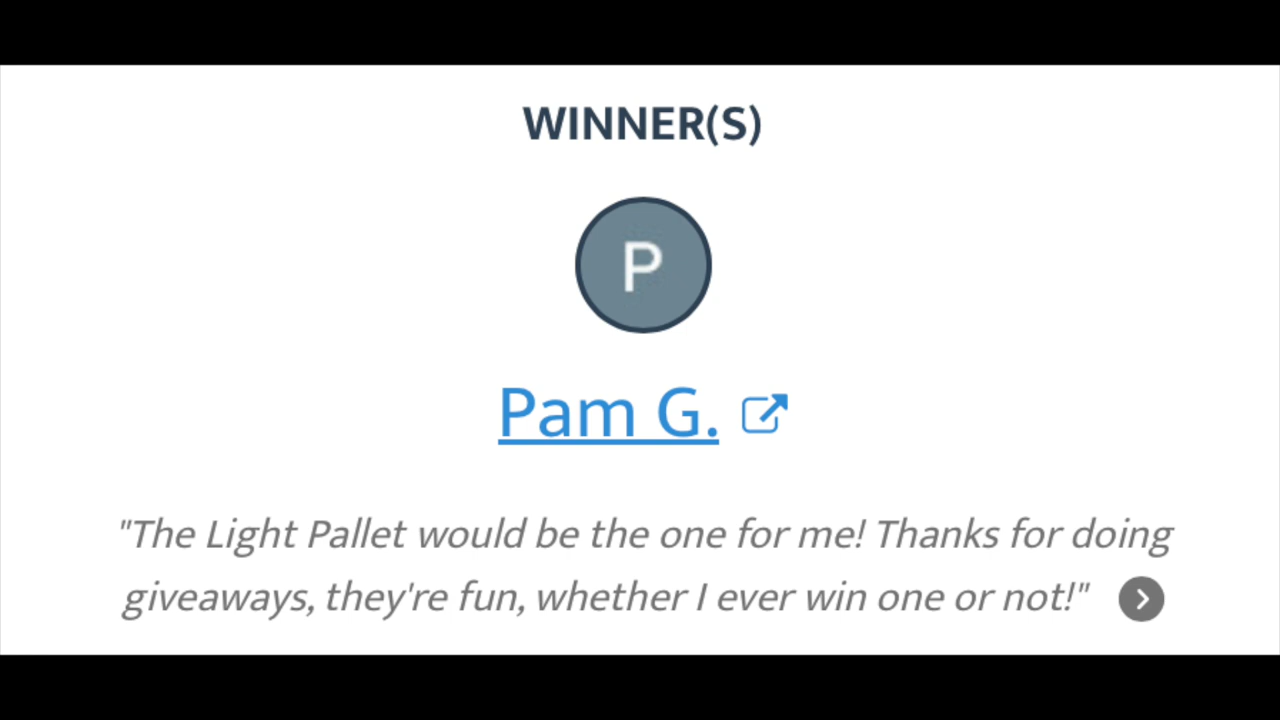 WINNER(S)
P
Pam G.
"The Light Pallet would be the one for me! Thanks for doing
giveaways, they're fun, whether I ever win one or not!"